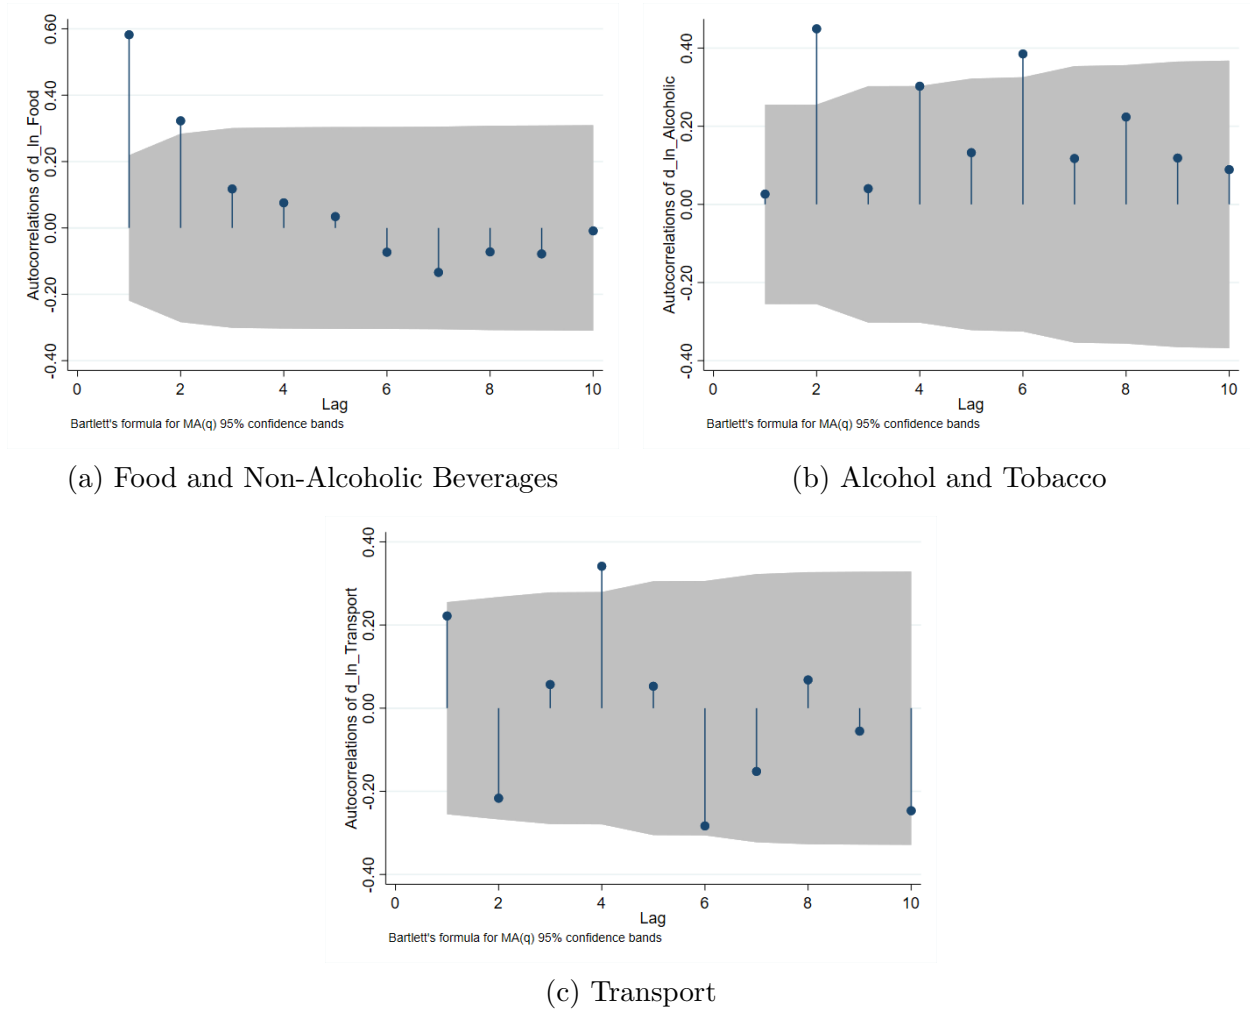 Autocorrelations of d_ln_Food
0.60
0.40
0.20
0.00
-0.20
-0.40
0 2 4 6 8 10
Lag
Bartlett's formula for MA(q) 95% confidence bands
(a) Food and Non-Alcoholic Beverages
Autocorrelations of d_ln_Alcoholic
0.40
0.20
0.00
-0.20
-0.40
0 2 4 6 8 10
Lag
Bartlett's formula for MA(q) 95% confidence bands
(b) Alcohol and Tobacco
Autocorrelations of d_ln_Transport
0.40
0.20
0.00
-0.20
-0.40
0 2 4 6 8 10
Lag
Bartlett's formula for MA(q) 95% confidence bands
(c) Transport